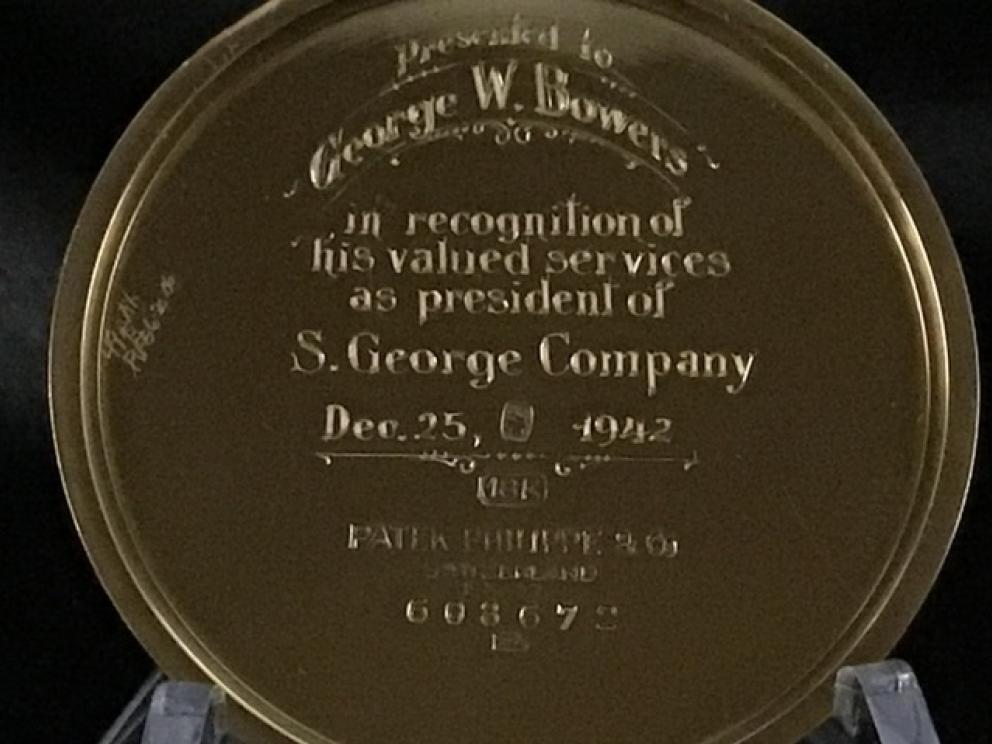 Presented to
George W. Bowers
in recognition of
his valued services
as president of
S. George Company
Dec. 25, 1942
18K
PATEK PHILIPPE & Co
SWITZERLAND